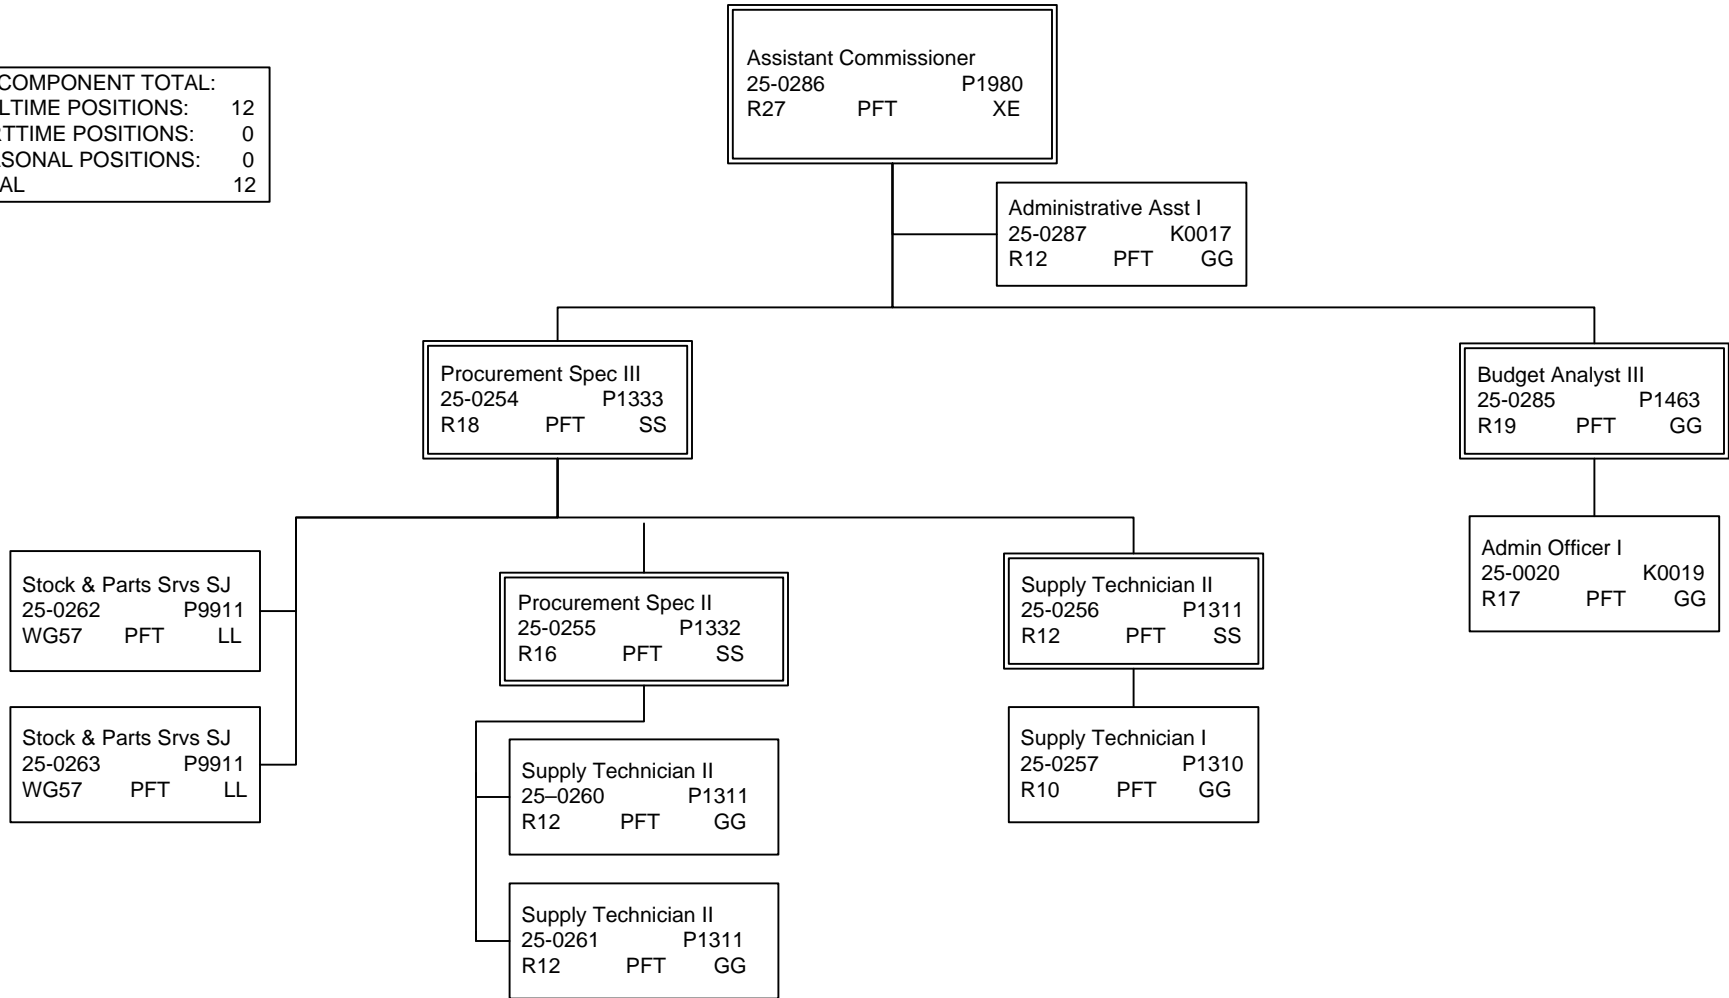 COMPONENT TOTAL:
LTIME POSITIONS: 12
RTTIME POSITIONS: 0
ASONAL POSITIONS: 0
AL 12
Assistant Commissioner
25-0286 P1980
R27 PFT XE
Administrative Asst I
25-0287 K0017
R12 PFT GG
Procurement Spec III
25-0254 P1333
R18 PFT SS
Budget Analyst III
25-0285 P1463
R19 PFT GG
Stock & Parts Srvs SJ
25-0262 P9911
WG57 PFT LL
Procurement Spec II
25-0255 P1332
R16 PFT SS
Supply Technician II
25-0256 P1311
R12 PFT SS
Admin Officer I
25-0020 K0019
R17 PFT GG
Stock & Parts Srvs SJ
25-0263 P9911
WG57 PFT LL
Supply Technician II
25–0260 P1311
R12 PFT GG
Supply Technician I
25-0257 P1310
R10 PFT GG
Supply Technician II
25-0261 P1311
R12 PFT GG